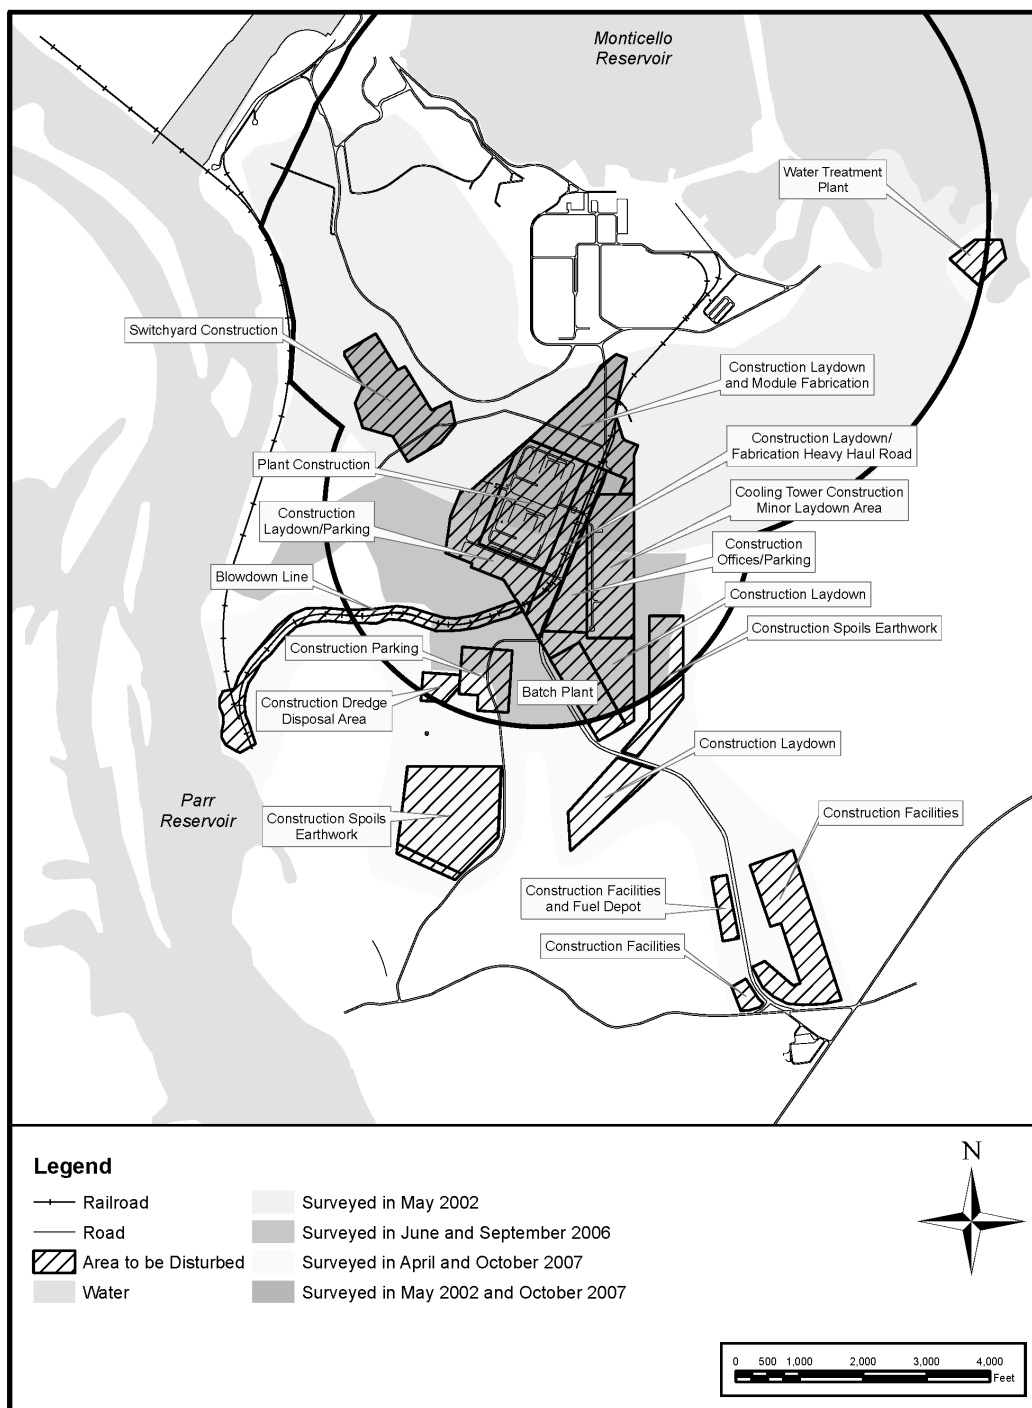 Monticello
Reservoir
Water Treatment
Plant
Switchyard Construction
Construction Laydown
and Module Fabrication
Construction Laydown/
Fabrication Heavy Haul Road
Plant Construction
Cooling Tower Construction
Minor Laydown Area
Construction
Laydown/Parking
Construction
Offices/Parking
Blowdown Line
Construction Laydown
Construction Spoils Earthwork
Construction Parking
Batch Plant
Construction Dredge
Disposal Area
Construction Laydown
Parr
Reservoir
Construction Spoils
Earthwork
Construction Facilities
Construction Facilities
and Fuel Depot
Construction Facilities
Legend
Railroad
Road
Area to be Disturbed
Water
Surveyed in May 2002
Surveyed in June and September 2006
Surveyed in April and October 2007
Surveyed in May 2002 and October 2007
N
0 500 1,000 2,000 3,000 4,000
Feet